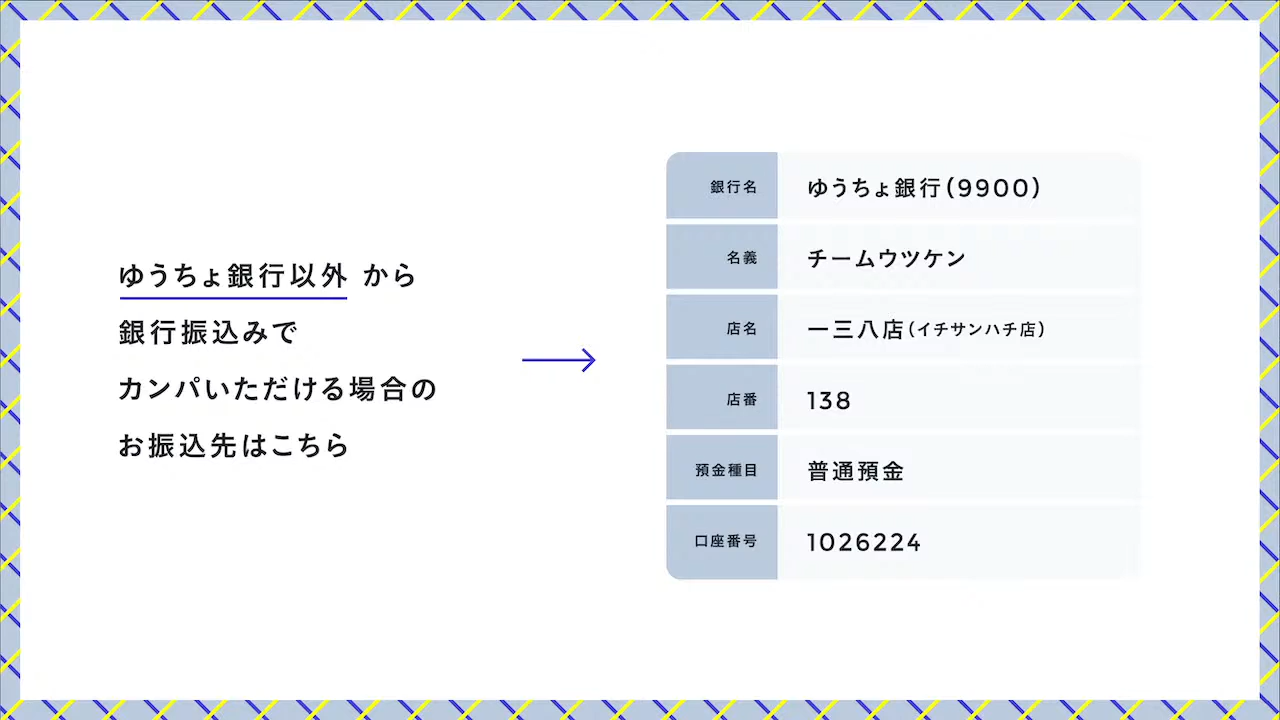 ゆうちょ銀行以外 から
銀行振込みで
カンパいただける場合の
お振込先はこちら
銀行名 ゆうちょ銀行(9900)
名義 チームウツケン
店名 一三八店(イチサンハチ店)
店番 138
預金種目 普通預金
口座番号 1026224